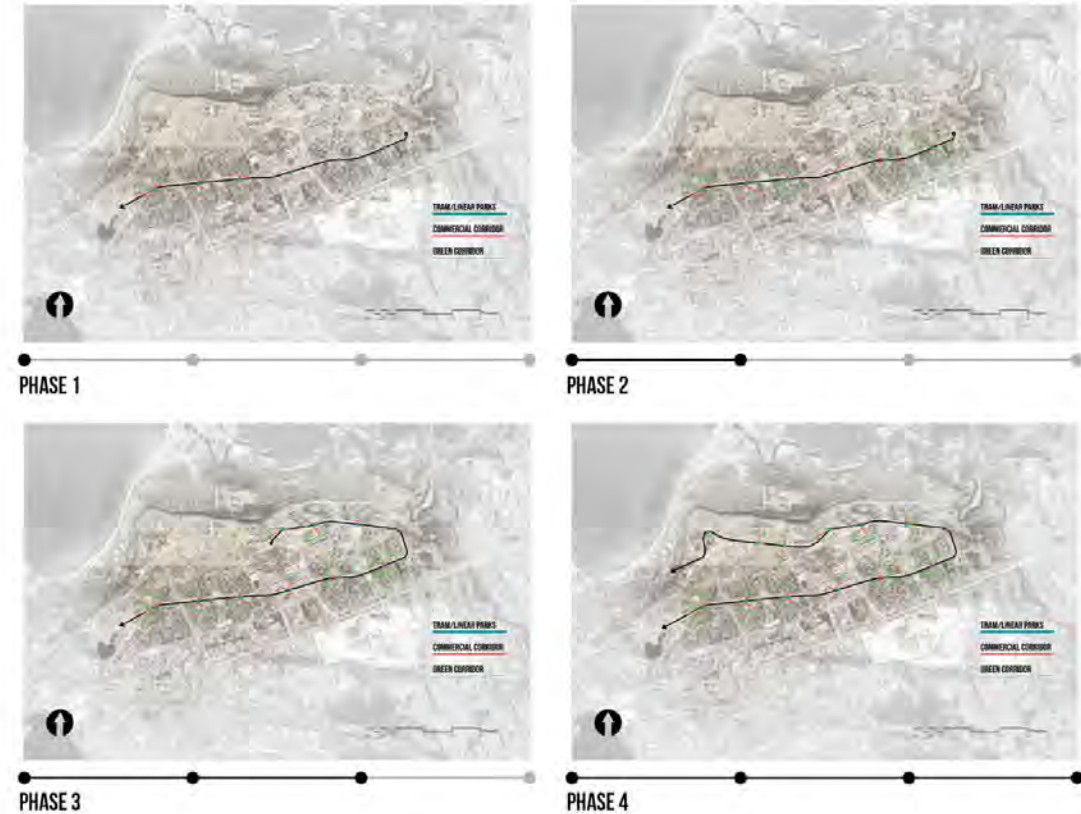 TRAM/LINEAR PARKS
COMMERCIAL CORRIDOR
GREEN CORRIDOR
PHASE 1
TRAM/LINEAR PARKS
COMMERCIAL CORRIDOR
GREEN CORRIDOR
PHASE 2
TRAM/LINEAR PARKS
COMMERCIAL CORRIDOR
GREEN CORRIDOR
PHASE 3
TRAM/LINEAR PARKS
COMMERCIAL CORRIDOR
GREEN CORRIDOR
PHASE 4